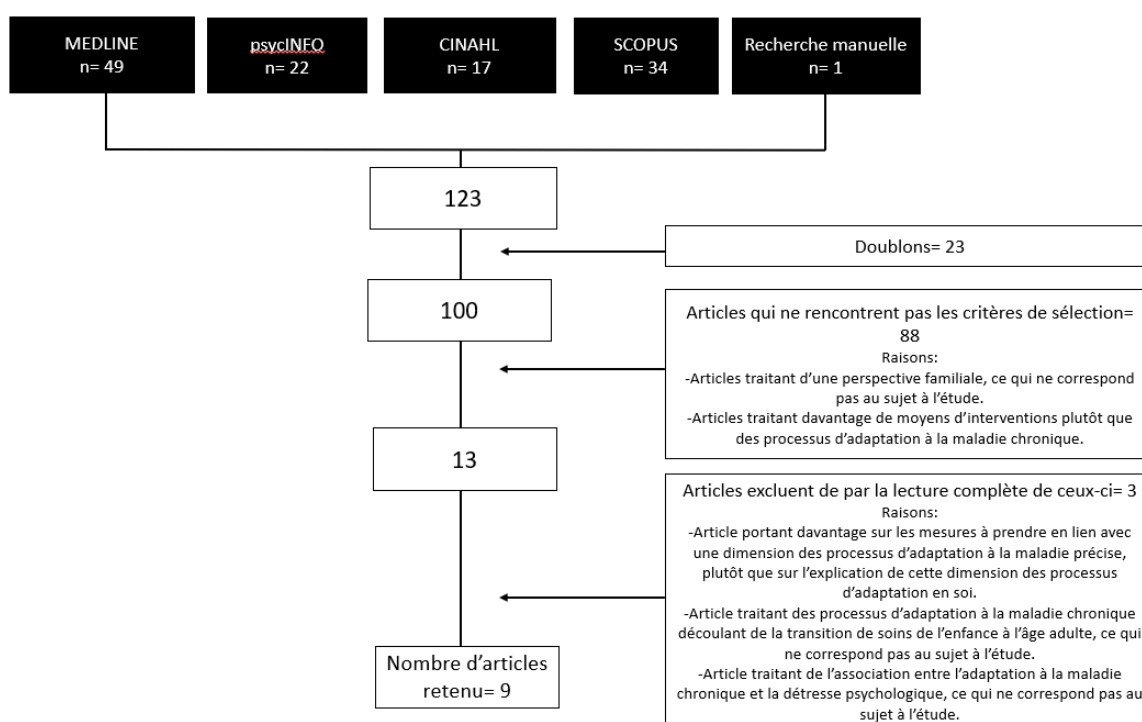 MEDLINE
n= 49
psycINFO
n= 22
CINAHL
n= 17
SCOPUS
n= 34
Recherche manuelle
n= 1
123
Doublons= 23
100
Articles qui ne rencontrent pas les critères de sélection=
88
Raisons:
-Articles traitant d’une perspective familiale, ce qui ne correspond
pas au sujet à l’étude.
-Articles traitant davantage de moyens d’interventions plutôt que
des processus d’adaptation à la maladie chronique.
13
Articles excluent de par la lecture complète de ceux-ci= 3
Raisons:
-Article portant davantage sur les mesures à prendre en lien avec
une dimension des processus d’adaptation à la maladie précise,
plutôt que sur l’explication de cette dimension des processus
d’adaptation en soi.
-Article traitant des processus d’adaptation à la maladie chronique
découlant de la transition de soins de l’enfance à l’âge adulte, ce qui
ne correspond pas au sujet à l’étude.
-Article traitant de l’association entre l’adaptation à la maladie
chronique et la détresse psychologique, ce qui ne correspond pas au
sujet à l’étude.
Nombre d’articles
retenu= 9